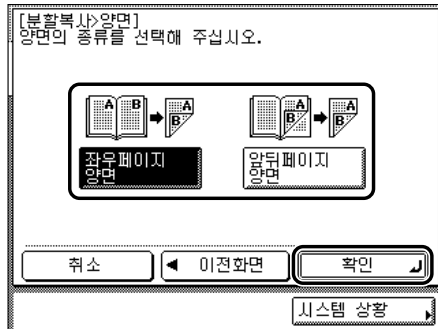 [분할복사>양면]
양면의 종류를 선택해 주십시오.
A B A B
A B A B
좌우페이지
양면
앞뒤페이지
양면
취소 이전화면 확인
시스템 상황